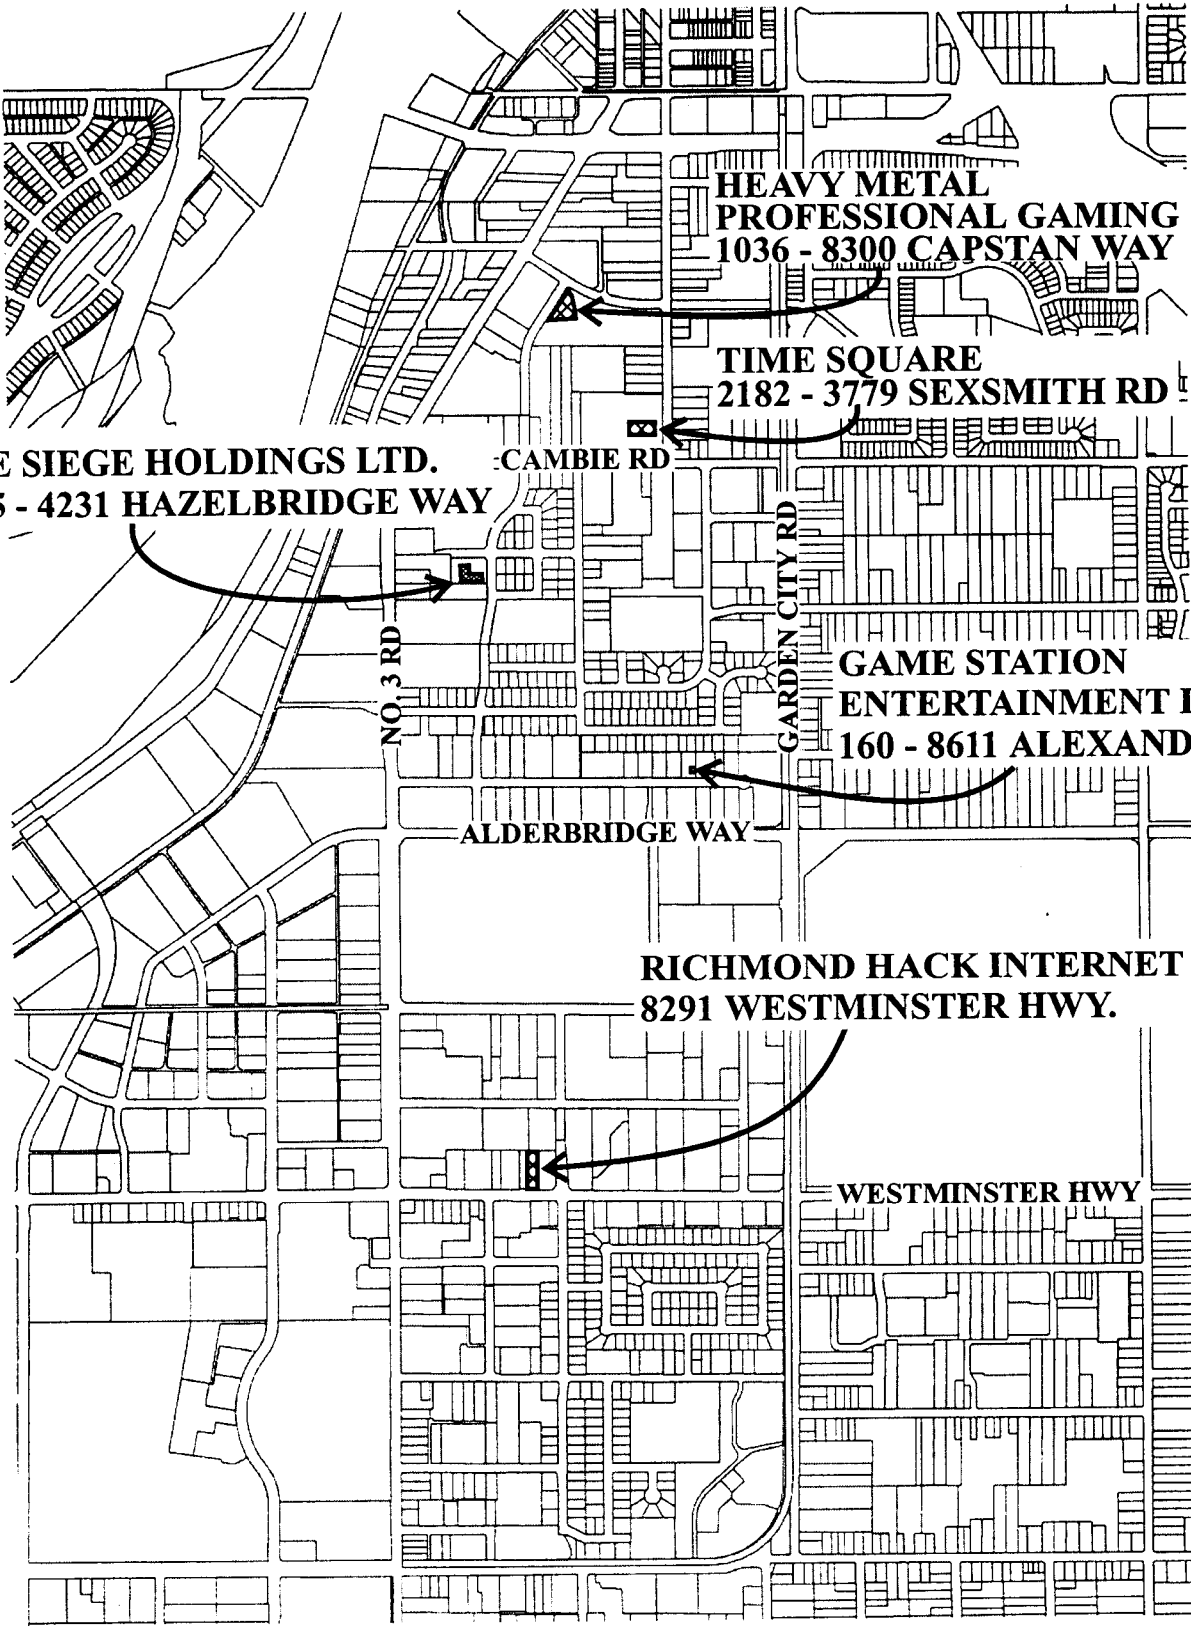 HEAVY METAL
PROFESSIONAL GAMING
1036 - 8300 CAPSTAN WAY
TIME SQUARE
2182 - 3779 SEXSMITH RD
E SIEGE HOLDINGS LTD.
5 - 4231 HAZELBRIDGE WAY
CAMBIE RD
GARDEN CITY RD
NO. 3 RD
GAME STATION
ENTERTAINMENT
160 - 8611 ALEXAND
ALDERBRIDGE WAY
RICHMOND HACK INTERNET
8291 WESTMINSTER HWY.
WESTMINSTER HWY